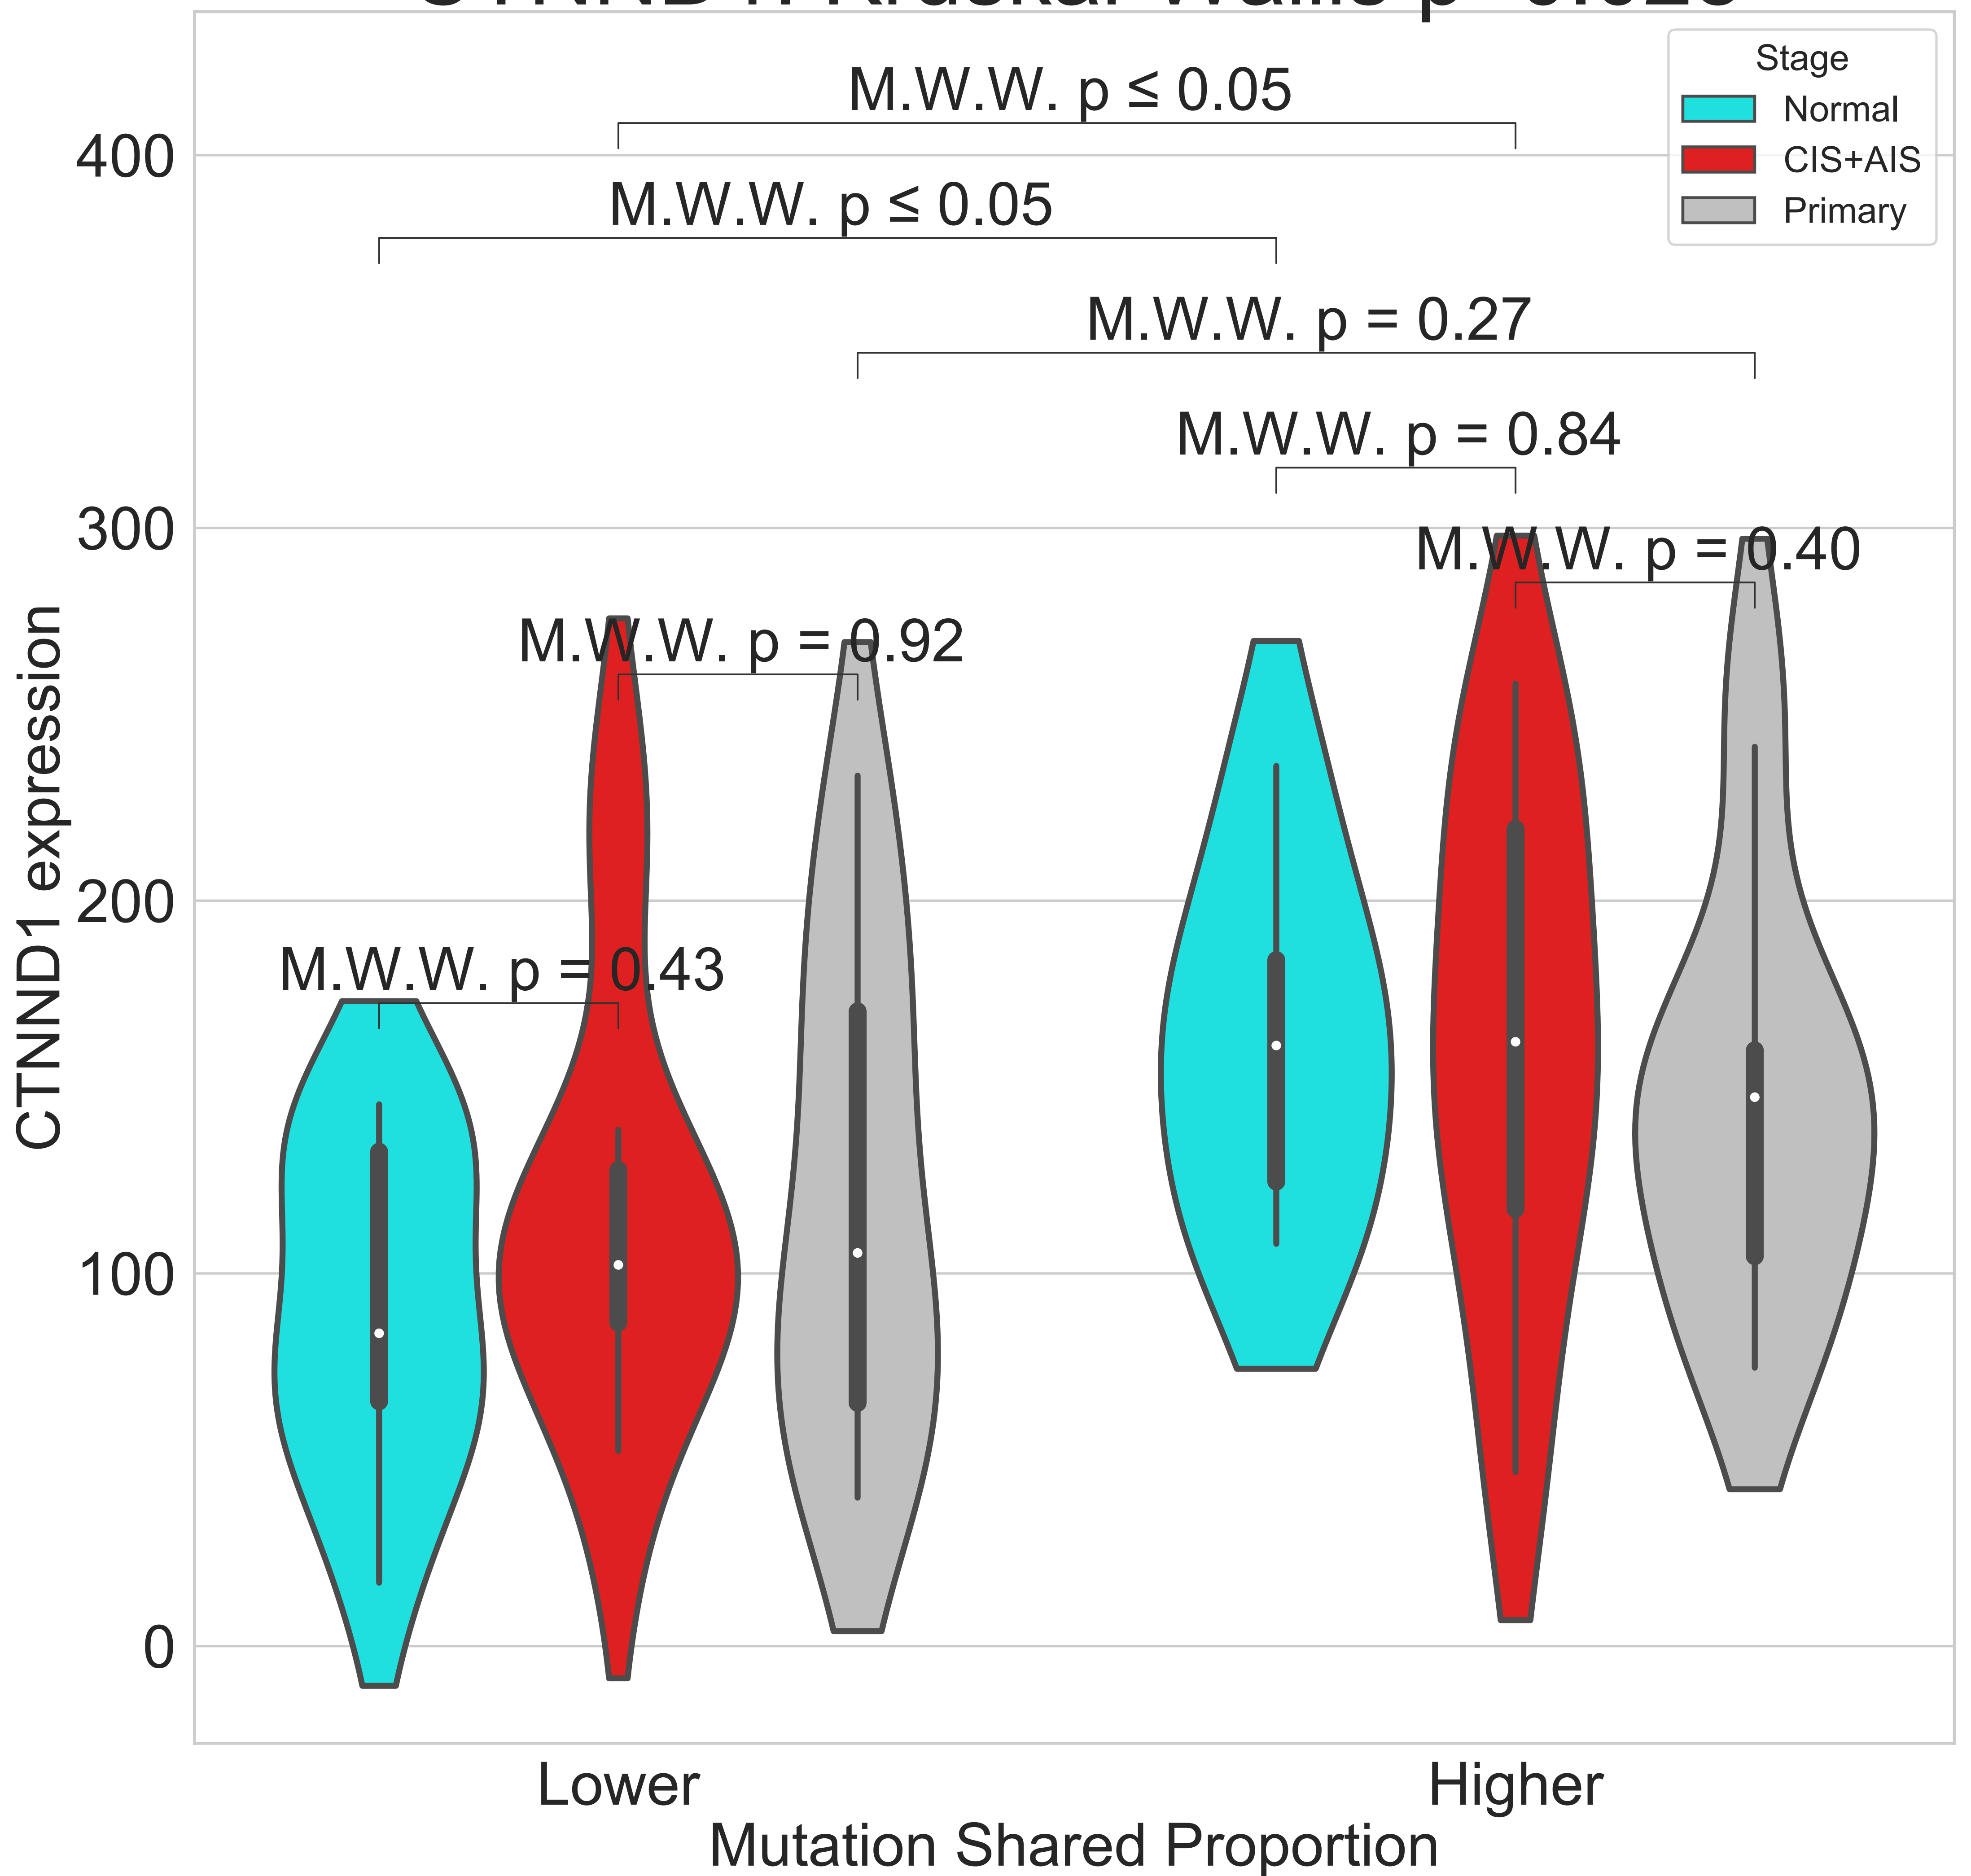 Stage
Normal
CIS+AIS
Primary
M.W.W. p ≤ 0.05
M.W.W. p ≤ 0.05
M.W.W. p = 0.27
M.W.W. p = 0.84
M.W.W. p = 0.40
M.W.W. p = 0.92
M.W.W. p = 0.43
400
300
200
100
0
CTNND1 expression
Lower
Higher
Mutation Shared Proportion